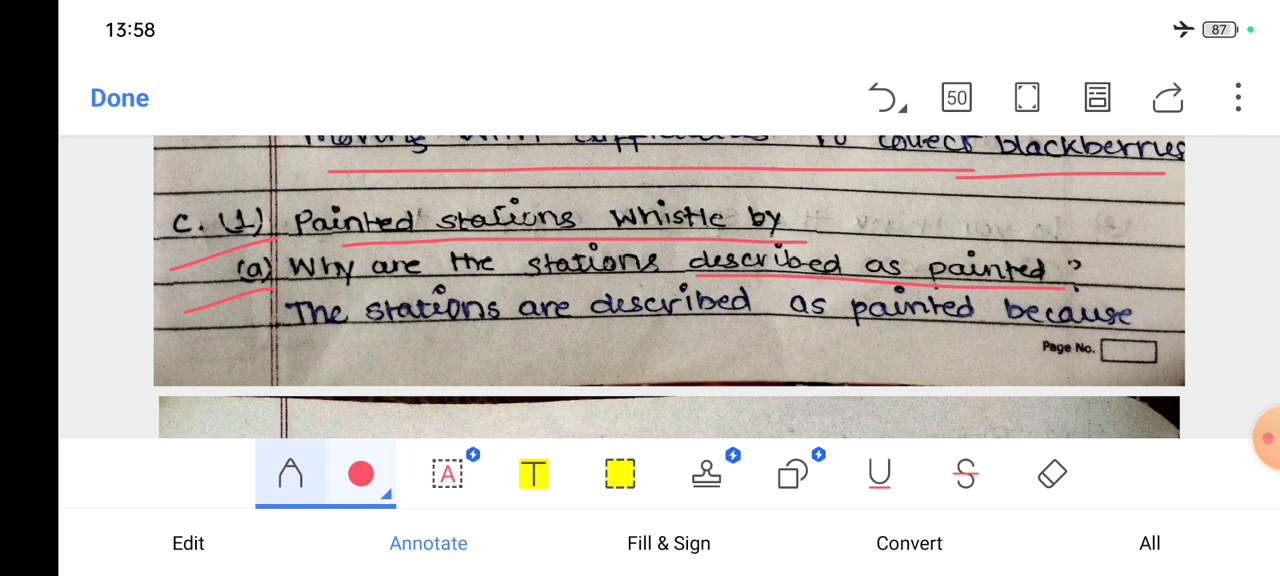 13:58
87
Done
50
collect blackberries
C. (1) Painted stations whistle by
(a) Why are the stations described as painted?
The stations are described as painted because
Page No.
A
T
U
S
Edit
Annotate
Fill & Sign
Convert
All